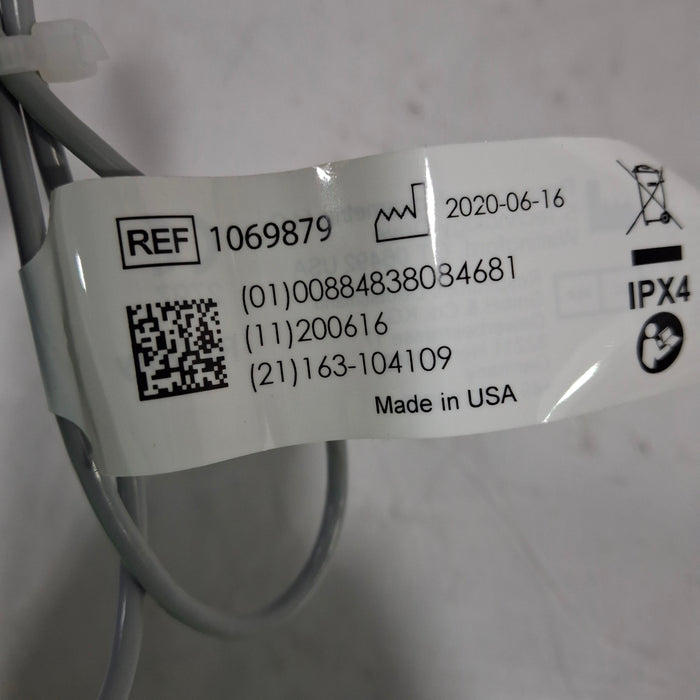 REF 1069879 2020-06-16
(01)00884838084681
(11)200616
(21)163-104109
Made in USA
IPX4